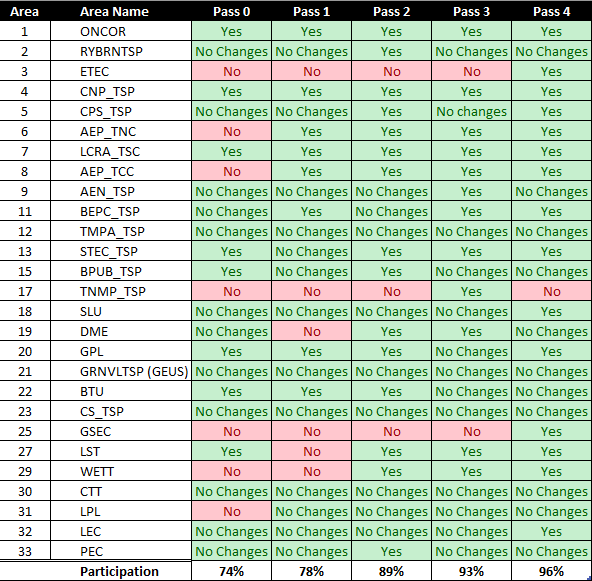 Area Area Name Pass 0 Pass 1 Pass 2 Pass 3 Pass 4
1 ONCOR Yes Yes Yes Yes Yes
2 RYBRNTSP No Changes No Changes Yes No Changes No Changes
3 ETEC No No No No Yes
4 CNP_TSP Yes Yes Yes Yes Yes
5 CPS_TSP No Changes No Changes Yes No changes Yes
6 AEP_TNC No Yes Yes Yes Yes
7 LCRA_TSC Yes Yes Yes Yes Yes
8 AEP_TCC No Yes Yes Yes Yes
9 AEN_TSP No Changes No Changes No Changes Yes No Changes
11 BEPC_TSP No Changes Yes No Changes Yes Yes
12 TMPA_TSP No Changes No Changes No Changes No Changes No Changes
13 STEC_TSP Yes No Changes Yes Yes Yes
15 BPUB_TSP Yes No Changes Yes No Changes No Changes
17 TNMP_TSP No No No Yes No
18 SLU No Changes No Changes No Changes No Changes Yes
19 DME No Changes No Yes Yes No Changes
20 GPL Yes Yes Yes No Changes Yes
21 GRNVLTSP (GEUS) No Changes No Changes No Changes No Changes No Changes
22 BTU Yes Yes Yes No Changes Yes
23 CS_TSP No Changes No Changes No Changes No Changes No Changes
25 GSEC No No No No Yes
27 LST Yes No Yes Yes Yes
29 WETT No No Yes Yes Yes
30 CTT No Changes No Changes No Changes No Changes No Changes
31 LPL No No Changes No Changes No Changes No Changes
32 LEC No Changes No Changes No Changes No Changes Yes
33 PEC No Changes No Changes Yes No Changes No Changes
Participation 74% 78% 89% 93% 96%